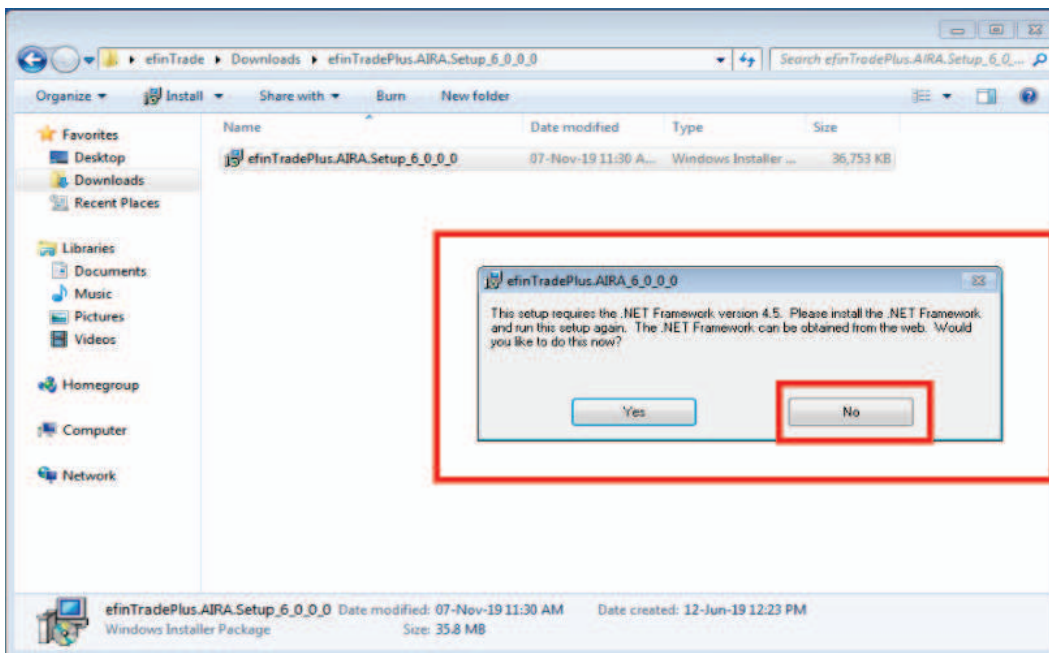 efinTrade ▸ Downloads ▸ efinTradePlus.AIRA.Setup_6_0_0_0
Search efinTradePlus.AIRA.Setup_6_0_...
Organize Install Share with Burn New folder
Name Date modified Type Size
efinTradePlus.AIRA.Setup_6_0_0_0 07-Nov-19 11:30 A... Windows Installer ... 36,753 KB
Favorites
Desktop
Downloads
Recent Places
Libraries
Documents
Music
Pictures
Videos
Homegroup
Computer
Network
efinTradePlus.AIRA_6_0_0_0
This setup requires the .NET Framework version 4.5. Please install the .NET Framework
and run this setup again. The .NET Framework can be obtained from the web. Would
you like to do this now?
Yes No
efinTradePlus.AIRA.Setup_6_0_0_0 Date modified: 07-Nov-19 11:30 AM Date created: 12-Jun-19 12:23 PM
Windows Installer Package Size: 35.8 MB